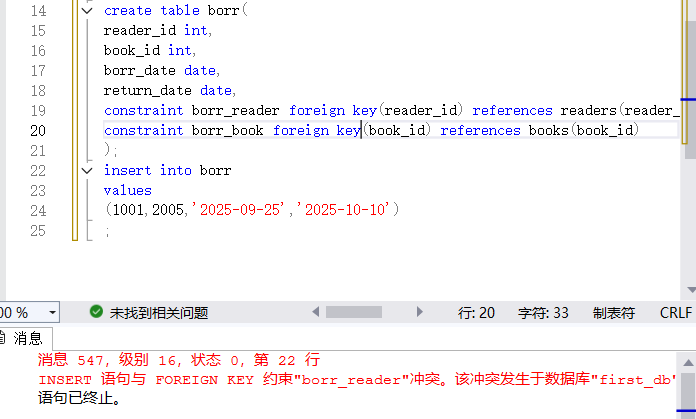 14 create table borr(
15 reader_id int,
16 book_id int,
17 borr_date date,
18 return_date date,
19 constraint borr_reader foreign key(reader_id) references readers(reader_
20 constraint borr_book foreign key(book_id) references books(book_id)
21 );
22 insert into borr
23 values
24 (1001,2005,'2025-09-25','2025-10-10')
25 ;
00 % 未找到相关问题 行: 20 字符: 33 制表符 CRLF
消息
消息 547, 级别 16, 状态 0, 第 22 行
INSERT 语句与 FOREIGN KEY 约束"borr_reader"冲突。该冲突发生于数据库"first_db"
语句已终止。